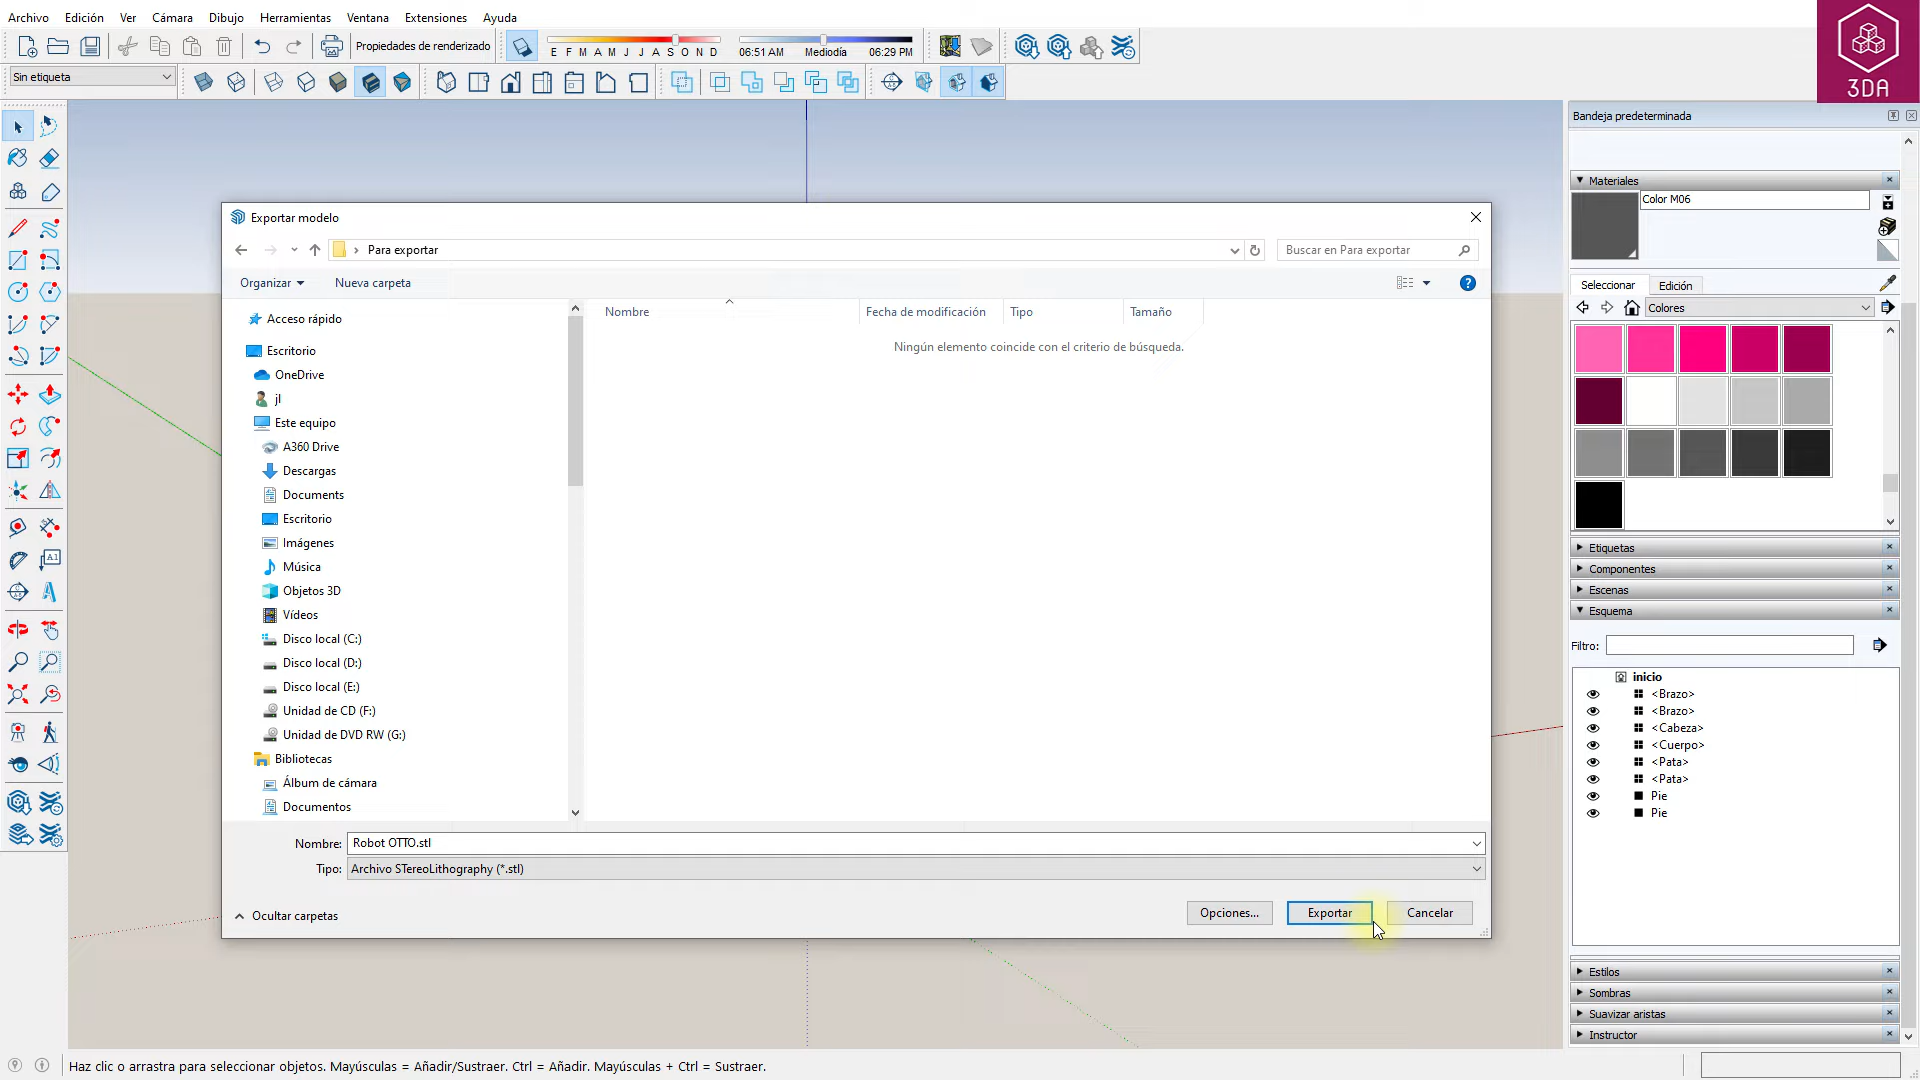 Archivo Edición Ver Cámara Dibujo Herramientas Ventana Extensiones Ayuda
Propiedades de renderizado
E F M A M J J A S O N D
06:51 AM Mediodía 06:29 PM
Sin etiqueta
3DA
Bandeja predeterminada
Materiales
Color M06
Seleccionar Edición
Colores
Etiquetas
Componentes
Escenas
Esquema
Filtro:
inicio
<Brazo>
<Brazo>
<Cabeza>
<Cuerpo>
<Pata>
<Pata>
Pie
Pie
Estilos
Sombras
Suavizar aristas
Instructor
Exportar modelo
Para exportar
Buscar en Para exportar
Organizar Nueva carpeta
Nombre Fecha de modificación Tipo Tamaño
Ningún elemento coincide con el criterio de búsqueda.
Acceso rápido
Escritorio
OneDrive
jl
Este equipo
A360 Drive
Descargas
Documents
Escritorio
Imágenes
Música
Objetos 3D
Vídeos
Disco local (C:)
Disco local (D:)
Disco local (E:)
Unidad de CD (F:)
Unidad de DVD RW (G:)
Bibliotecas
Álbum de cámara
Documentos
Nombre: Robot OTTO.stl
Tipo: Archivo STereoLithography (*.stl)
Ocultar carpetas
Opciones... Exportar Cancelar
Haz clic o arrastra para seleccionar objetos. Mayúsculas = Añadir/Sustraer. Ctrl = Añadir. Mayúsculas + Ctrl = Sustraer.